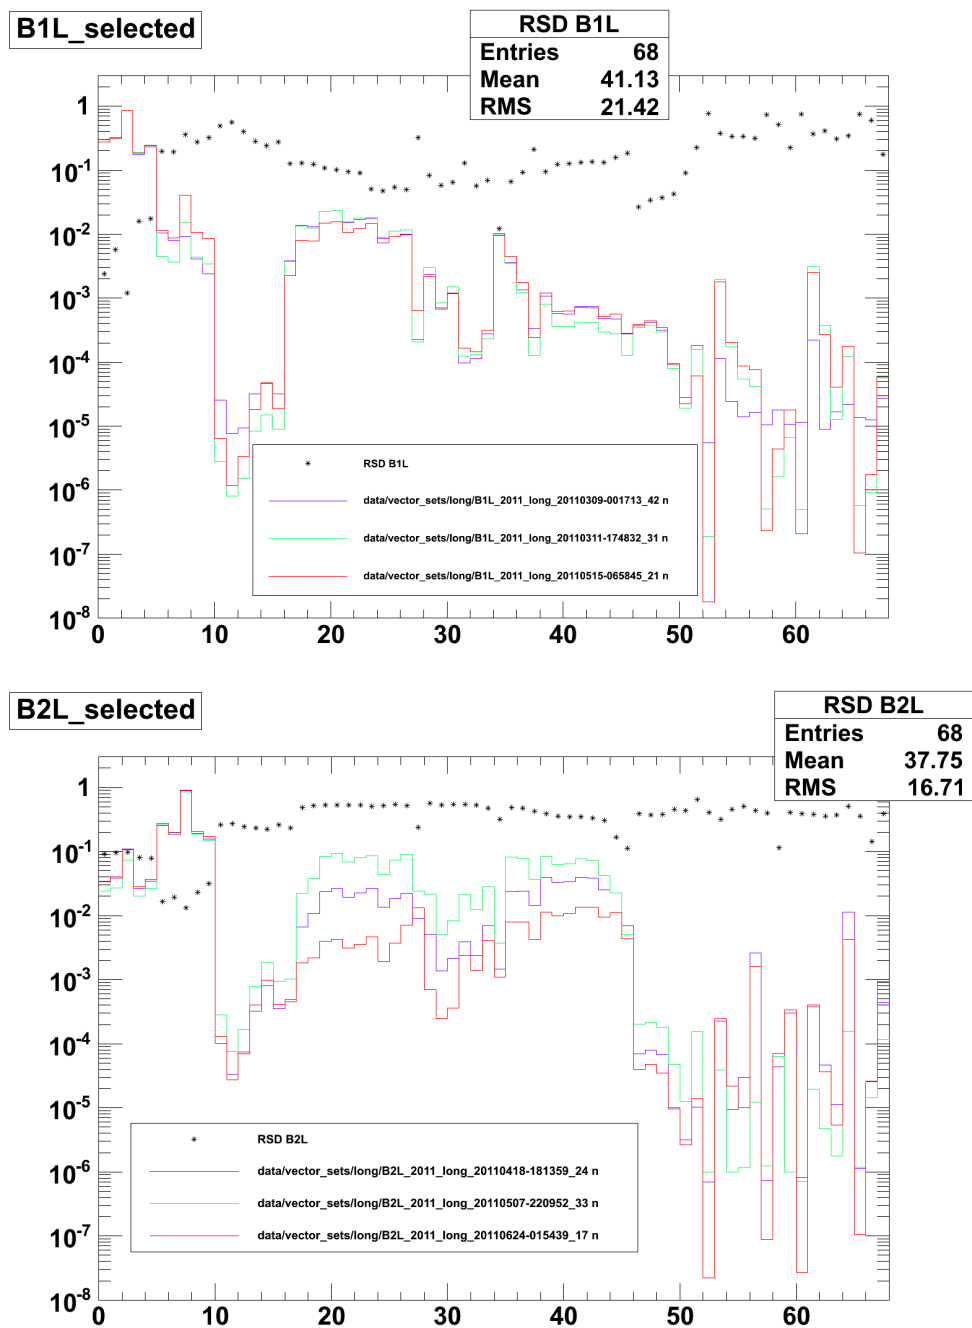 B1L_selected
RSD B1L
Entries 68
Mean 41.13
RMS 21.42
1
10-1
10-2
10-3
10-4
10-5
10-6
10-7
10-8
RSD B1L
data/vector_sets/long/B1L_2011_long_20110309-001713_42 n
data/vector_sets/long/B1L_2011_long_20110311-174832_31 n
data/vector_sets/long/B1L_2011_long_20110515-065845_21 n
0 10 20 30 40 50 60
B2L_selected
RSD B2L
Entries 68
Mean 37.75
RMS 16.71
1
10-1
10-2
10-3
10-4
10-5
10-6
10-7
10-8
RSD B2L
data/vector_sets/long/B2L_2011_long_20110418-181359_24 n
data/vector_sets/long/B2L_2011_long_20110507-220952_33 n
data/vector_sets/long/B2L_2011_long_20110624-015439_17 n
0 10 20 30 40 50 60